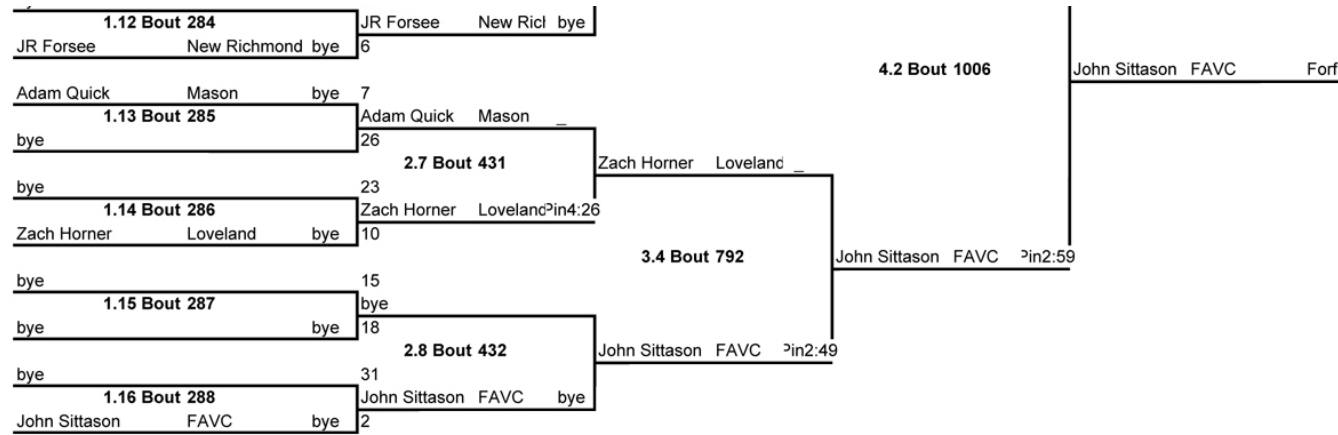 1.12 Bout 284
JR Forsee New Ricl bye
JR Forsee New Richmond bye 6
4.2 Bout 1006
John Sittason FAVC Forf
Adam Quick Mason bye 7
1.13 Bout 285
Adam Quick Mason _
bye 26
2.7 Bout 431
Zach Horner Loveland _
bye 23
1.14 Bout 286
Zach Horner Loveland Pin4:26
Zach Horner Loveland bye 10
3.4 Bout 792
John Sittason FAVC Pin2:59
bye 15
1.15 Bout 287
bye
bye bye 18
2.8 Bout 432
John Sittason FAVC Pin2:49
bye 31
1.16 Bout 288
John Sittason FAVC bye
John Sittason FAVC bye 2